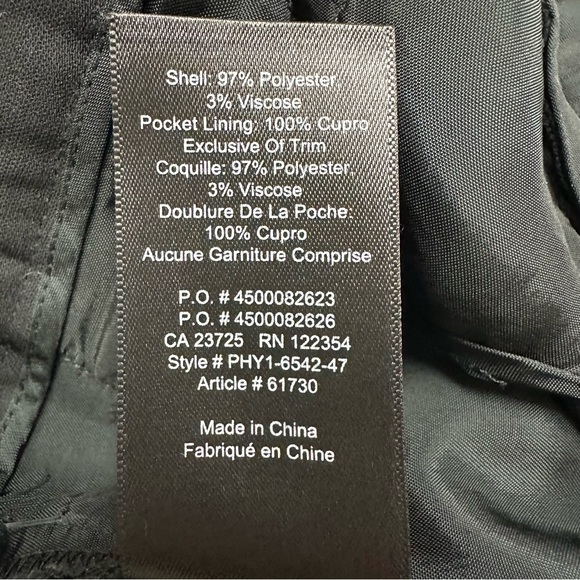 Shell: 97% Polyester,
3% Viscose
Pocket Lining: 100% Cupro
Exclusive Of Trim
Coquille: 97% Polyester,
3% Viscose
Doublure De La Poche:
100% Cupro
Aucune Garniture Comprise
P.O. # 4500082623
P.O. # 4500082626
CA 23725 RN 122354
Style # PHY1-6542-47
Article # 61730
Made in China
Fabriqué en Chine